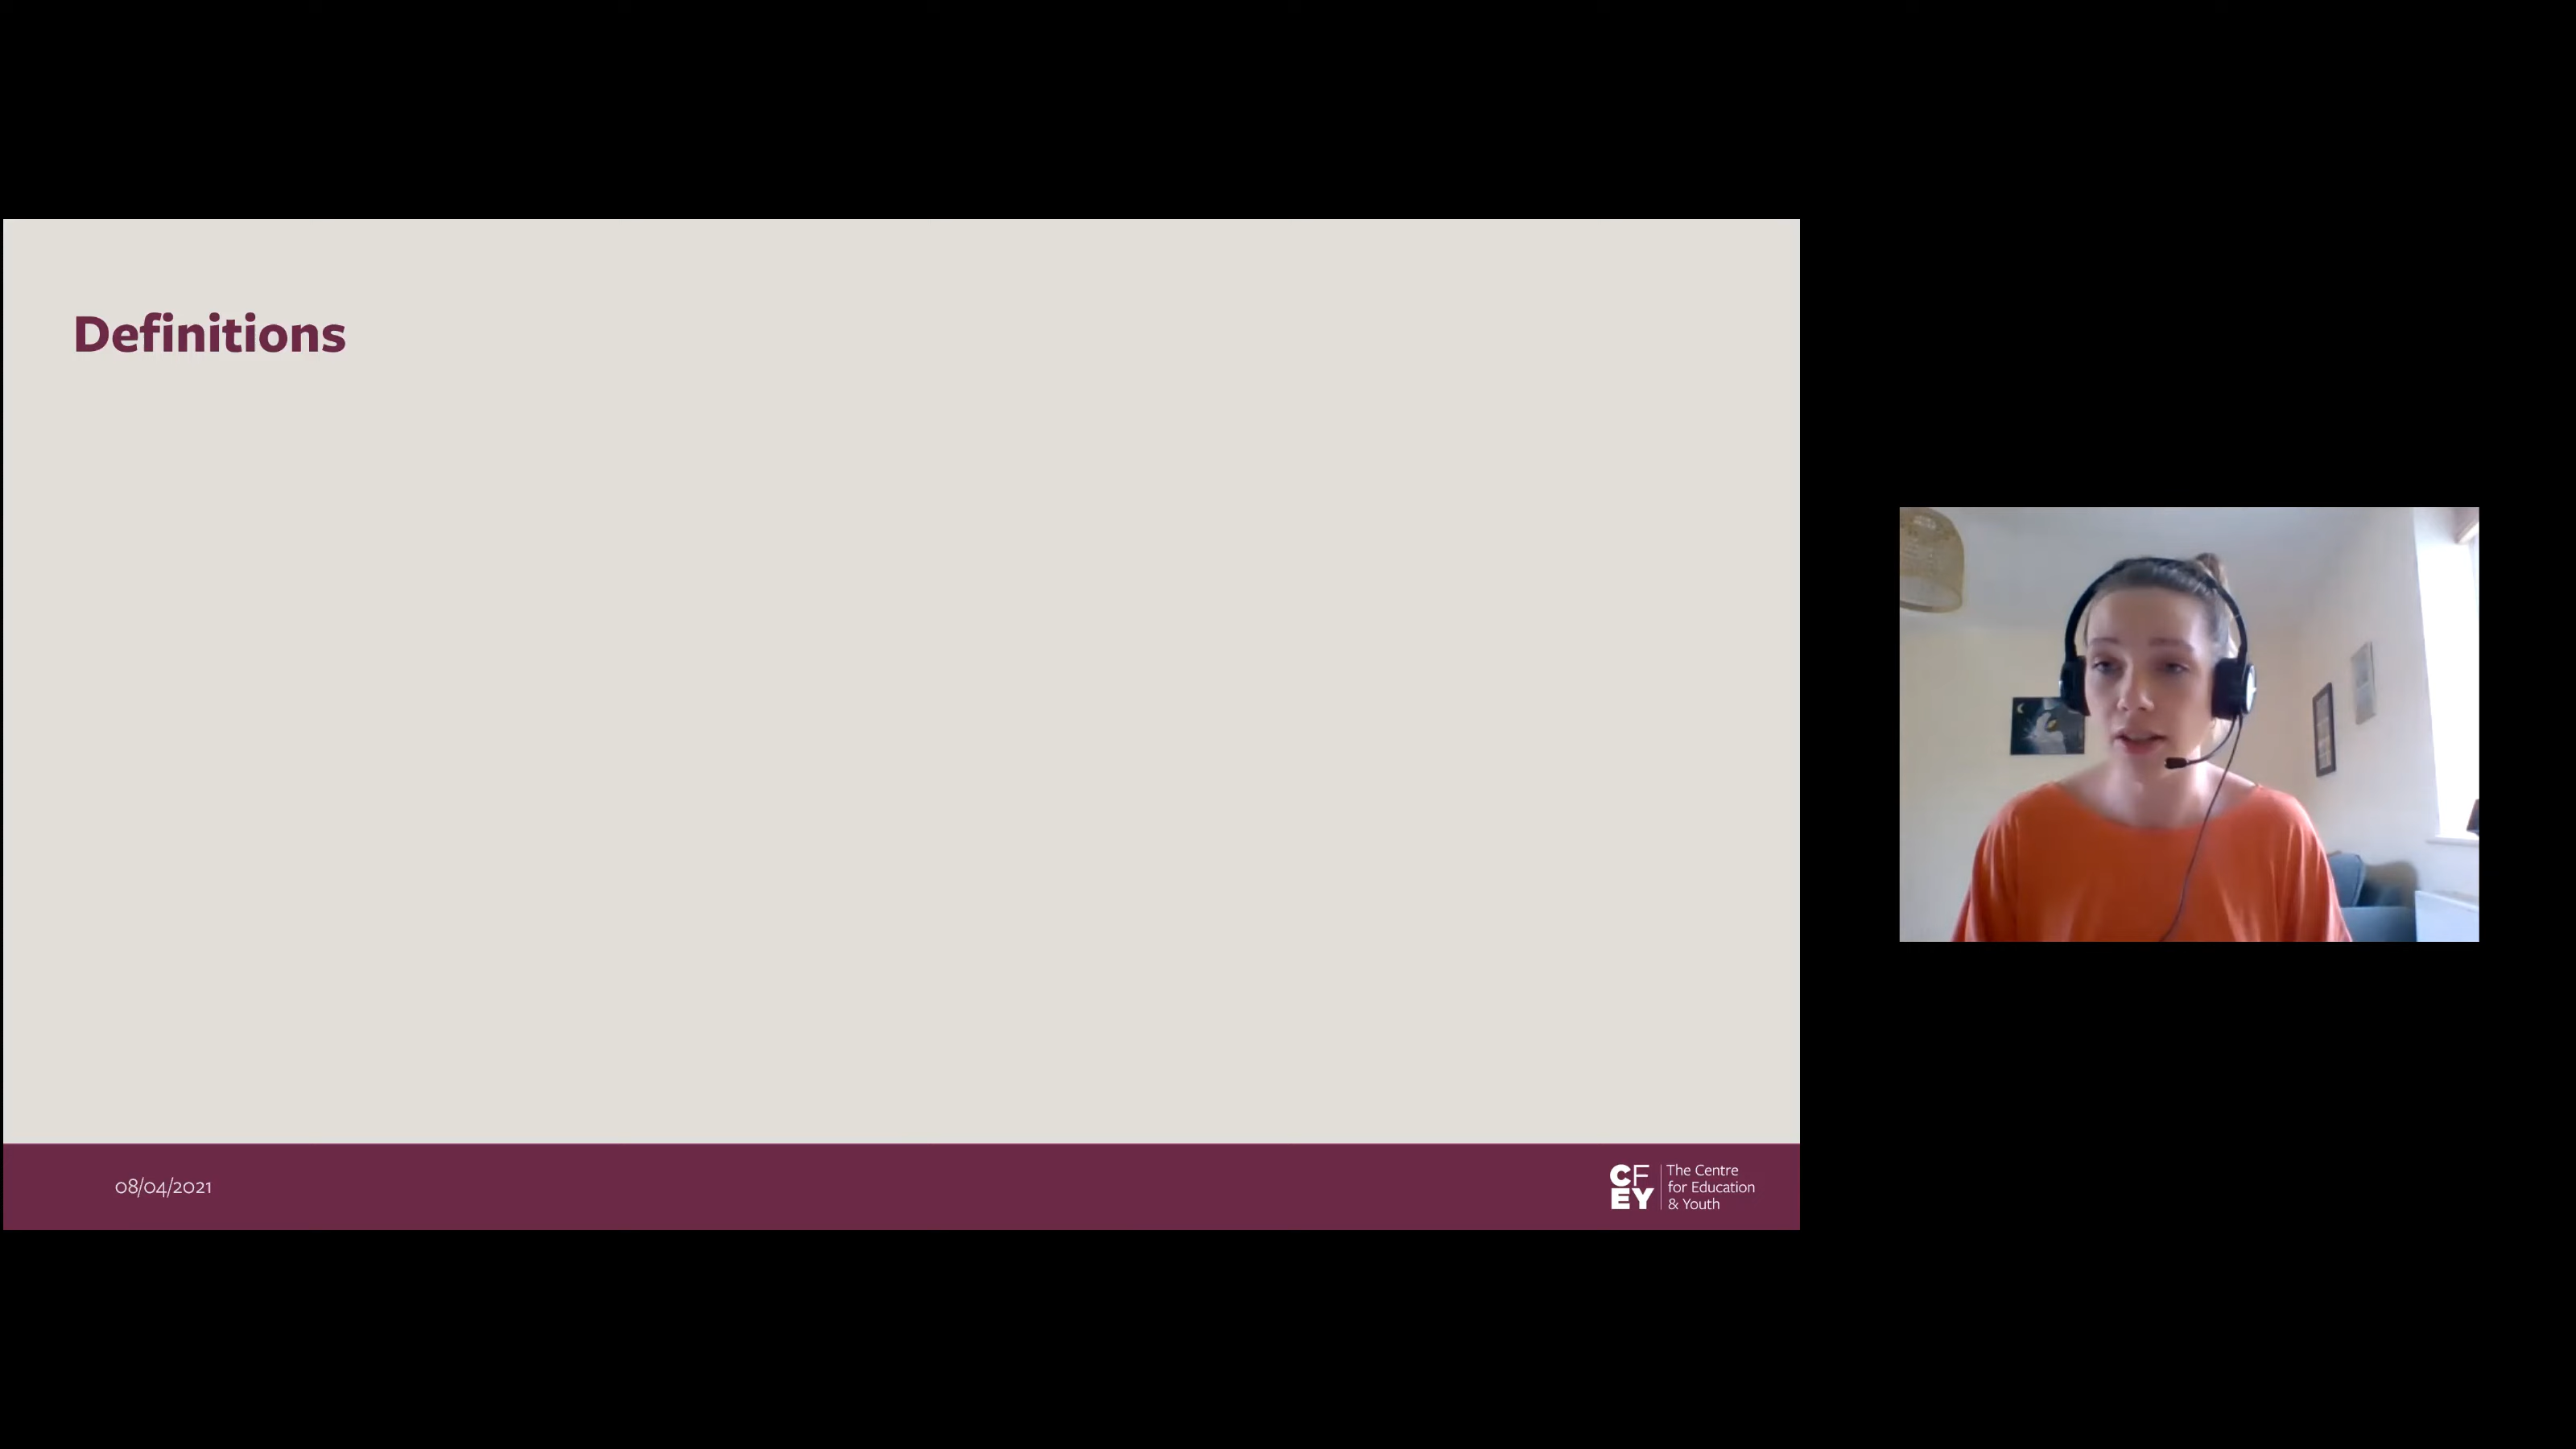 Definitions
08/04/2021
CF
EY
The Centre
for Education
& Youth